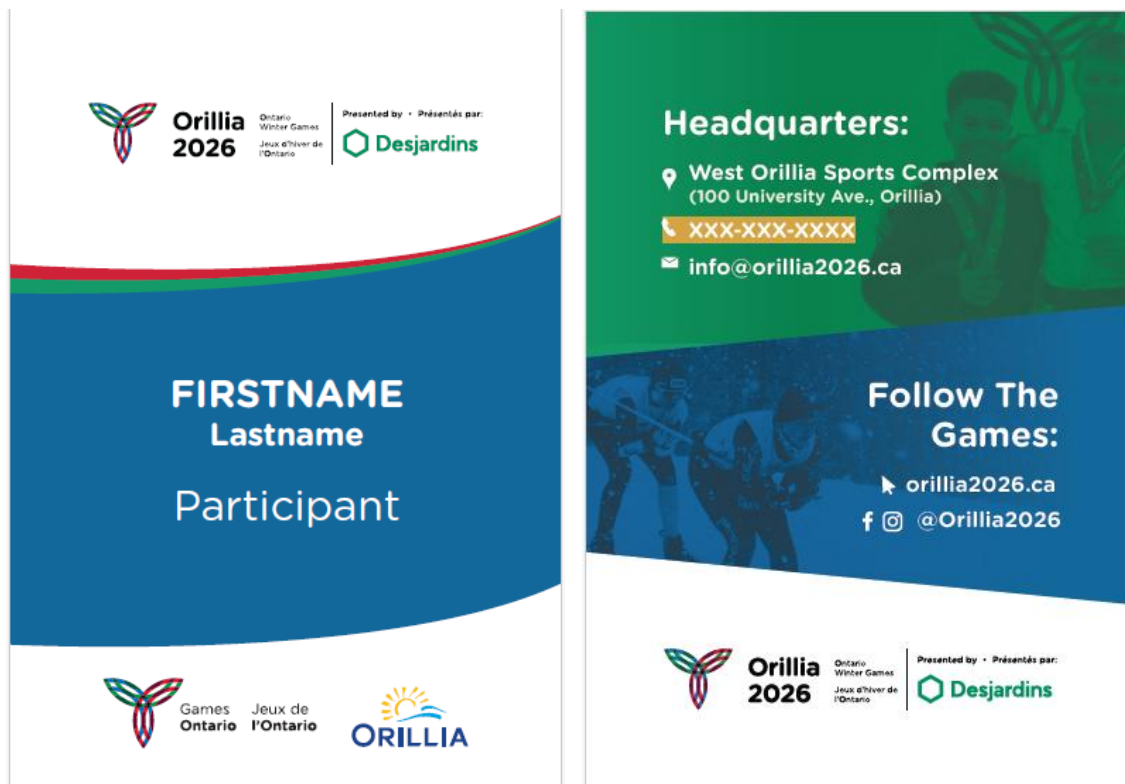 Orillia
2026
Ontario
Winter Games
Jeux d'hiver de
l'Ontario
Presented by • Présentés par:
Desjardins
FIRSTNAME
Lastname
Participant
Games
Ontario
Jeux de
l'Ontario
ORILLIA
Headquarters:
West Orillia Sports Complex
(100 University Ave., Orillia)
XXX-XXX-XXXX
info@orillia2026.ca
Follow The
Games:
orillia2026.ca
@Orillia2026
Orillia
2026
Ontario
Winter Games
Jeux d'hiver de
l'Ontario
Presented by • Présentés par:
Desjardins